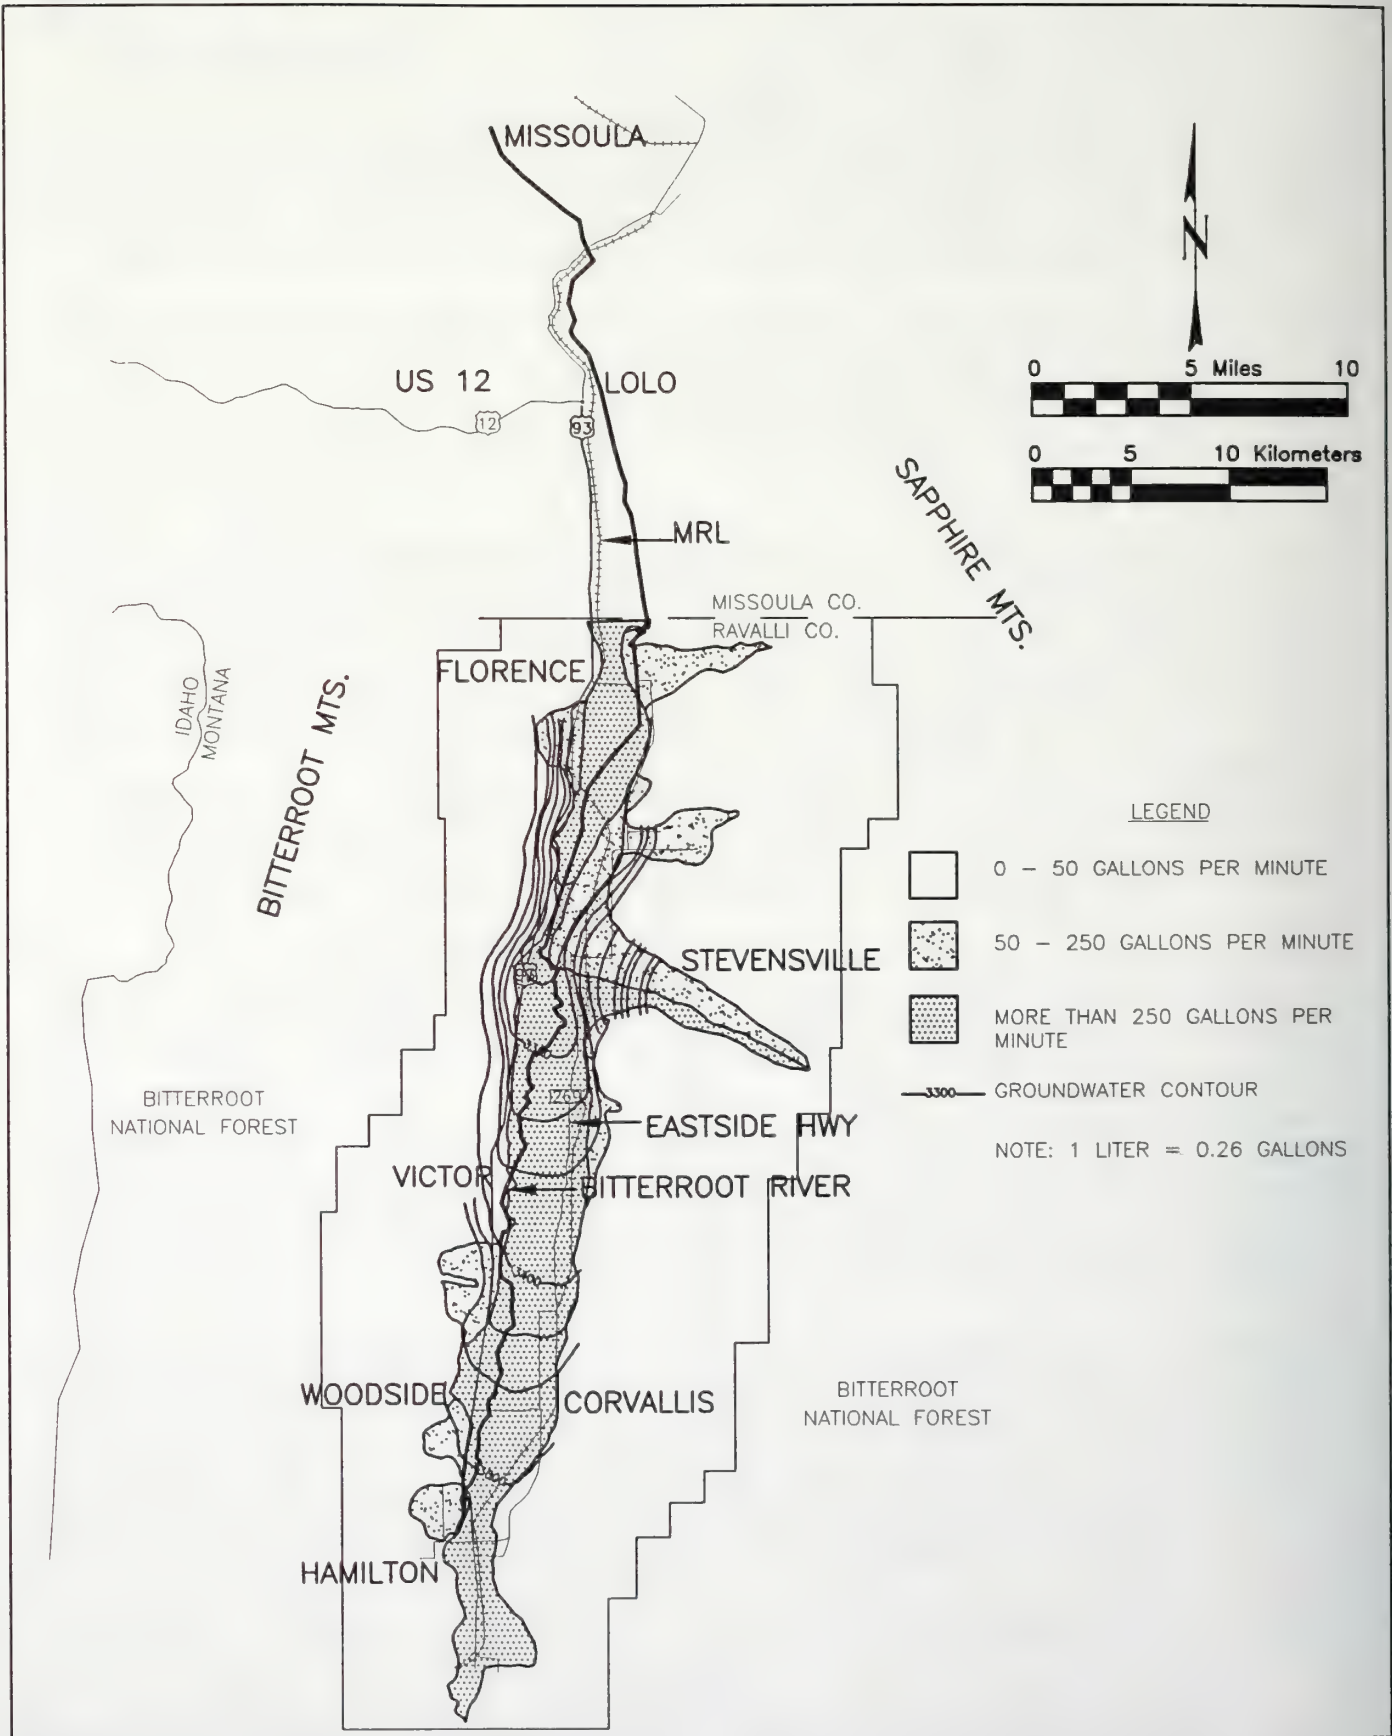 MISSOULA
N
0 5 Miles 10
US 12
LOLO
12
93
0 5 10 Kilometers
SAPPHIRE MTS.
MRL
MISSOULA CO.
RAVALLI CO.
FLORENCE
IDAHO
MONTANA
BITTERROOT MTS.
LEGEND
0 – 50 GALLONS PER MINUTE
50 – 250 GALLONS PER MINUTE
STEVENSVILLE
93
MORE THAN 250 GALLONS PER
MINUTE
3300 GROUNDWATER CONTOUR
BITTERROOT
NATIONAL FOREST
EASTSIDE HWY
NOTE: 1 LITER = 0.26 GALLONS
VICTOR
BITTERROOT RIVER
3400
WOODSIDE
CORVALLIS
BITTERROOT
NATIONAL FOREST
HAMILTON